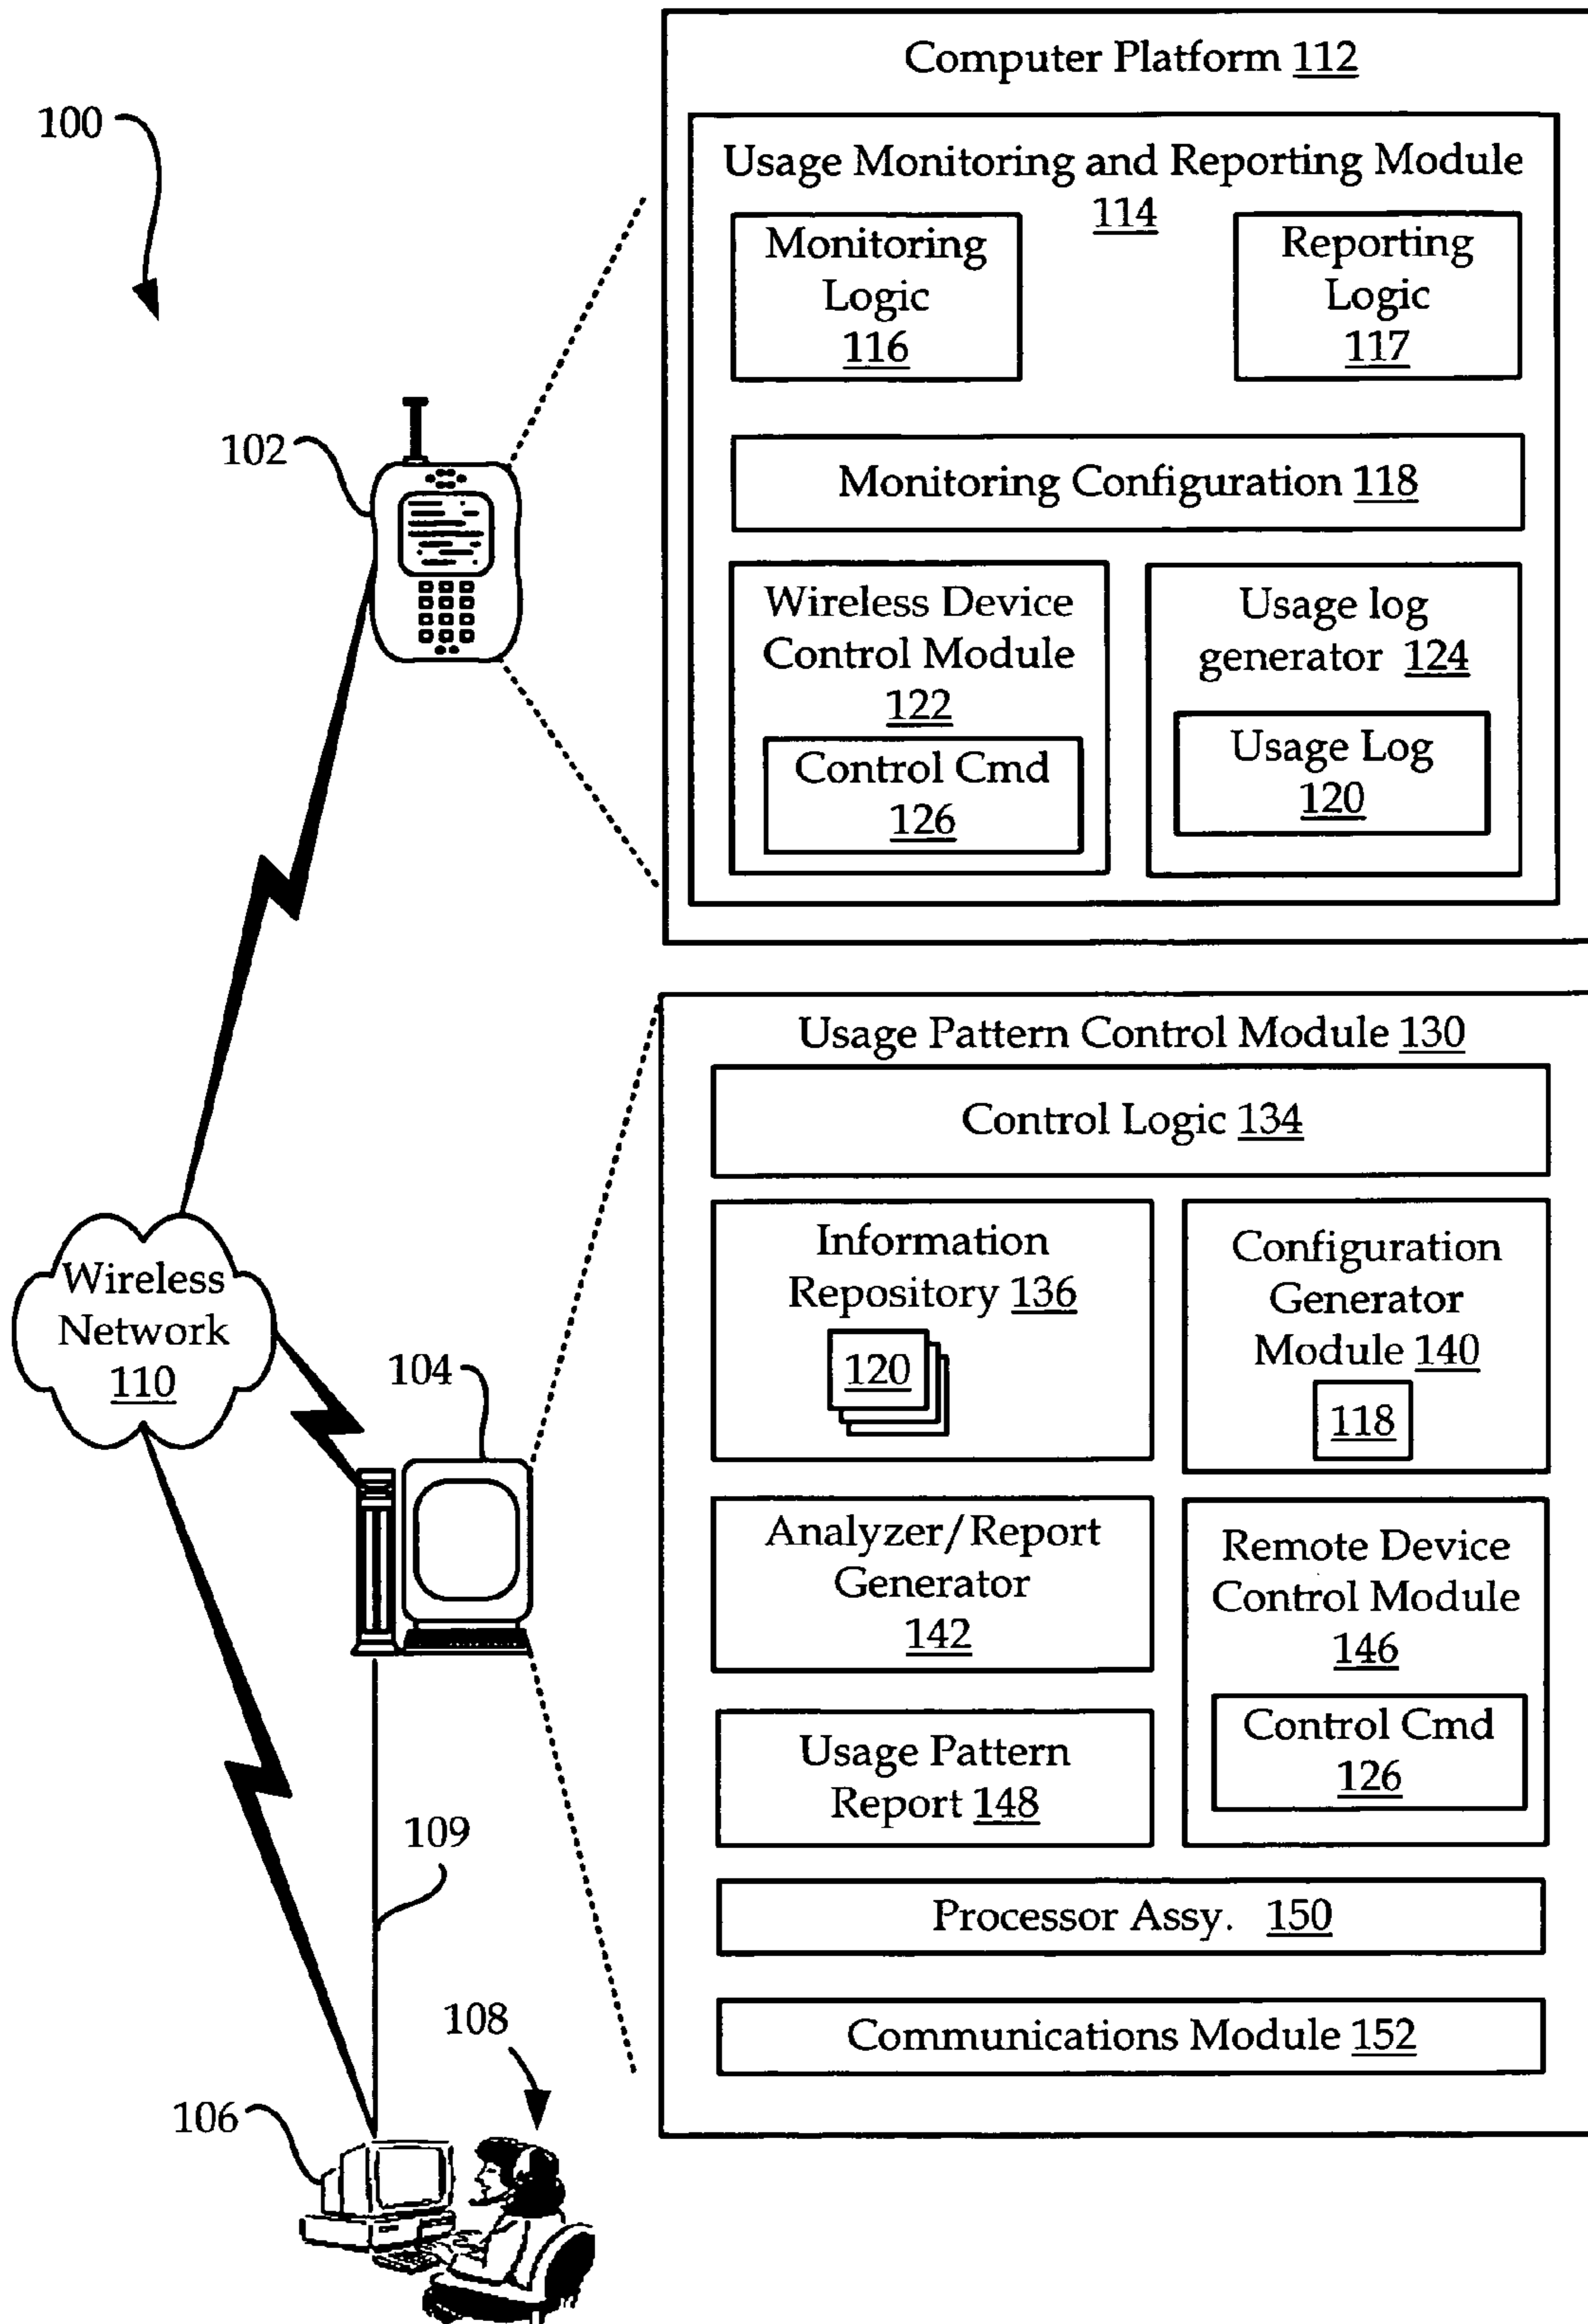 100
102
Wireless
Network
110
104
109
108
106
Computer Platform 112
Usage Monitoring and Reporting Module
114
Monitoring
Logic
116
Reporting
Logic
117
Monitoring Configuration 118
Wireless Device
Control Module
122
Control Cmd
126
Usage log
generator 124
Usage Log
120
Usage Pattern Control Module 130
Control Logic 134
Information
Repository 136
120
Configuration
Generator
Module 140
118
Analyzer/Report
Generator
142
Remote Device
Control Module
146
Control Cmd
126
Usage Pattern
Report 148
Processor Assy. 150
Communications Module 152